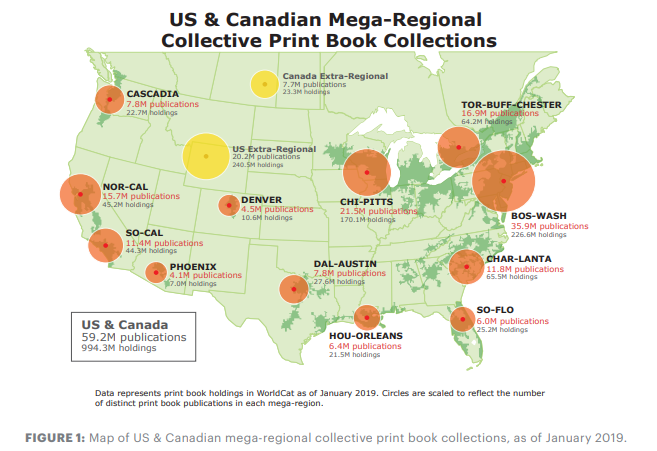 US & Canadian Mega-Regional
Collective Print Book Collections
CASCADIA
7.8M publications
22.7M holdings
Canada Extra-Regional
7.7M publications
23.3M holdings
TOR-BUFF-CHESTER
16.9M publications
64.2M holdings
US Extra-Regional
20.2M publications
240.5M holdings
NOR-CAL
15.7M publications
45.2M holdings
DENVER
4.5M publications
10.6M holdings
CHI-PITTS
21.5M publications
170.1M holdings
BOS-WASH
35.9M publications
226.6M holdings
SO-CAL
11.4M publications
44.3M holdings
PHOENIX
4.1M publications
7.0M holdings
DAL-AUSTIN
7.8M publications
27.6M holdings
CHAR-LANTA
11.8M publications
65.5M holdings
SO-FLO
6.0M publications
25.2M holdings
HOU-ORLEANS
6.4M publications
21.5M holdings
US & Canada
59.2M publications
994.3M holdings
Data represents print book holdings in WorldCat as of January 2019. Circles are scaled to reflect the number
of distinct print book publications in each mega-region.
FIGURE 1: Map of US & Canadian mega-regional collective print book collections, as of January 2019.